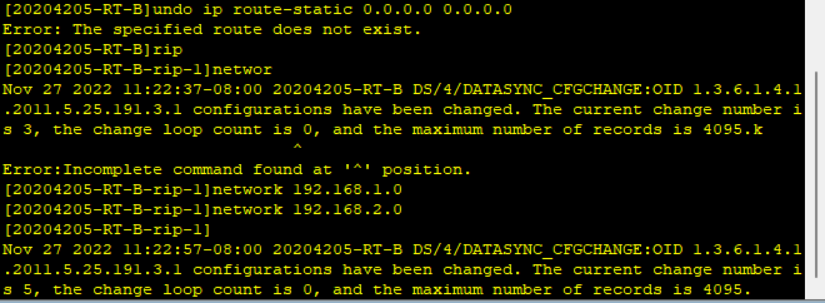 [20204205-RT-B]undo ip route-static 0.0.0.0 0.0.0.0
Error: The specified route does not exist.
[20204205-RT-B]rip
[20204205-RT-B-rip-1]networ
Nov 27 2022 11:22:37-08:00 20204205-RT-B DS/4/DATASYNC_CFGCHANGE:OID 1.3.6.1.4.1
.2011.5.25.191.3.1 configurations have been changed. The current change number i
s 3, the change loop count is 0, and the maximum number of records is 4095.k
^
Error:Incomplete command found at '^' position.
[20204205-RT-B-rip-1]network 192.168.1.0
[20204205-RT-B-rip-1]network 192.168.2.0
[20204205-RT-B-rip-1]
Nov 27 2022 11:22:57-08:00 20204205-RT-B DS/4/DATASYNC_CFGCHANGE:OID 1.3.6.1.4.1
.2011.5.25.191.3.1 configurations have been changed. The current change number i
s 5, the change loop count is 0, and the maximum number of records is 4095.